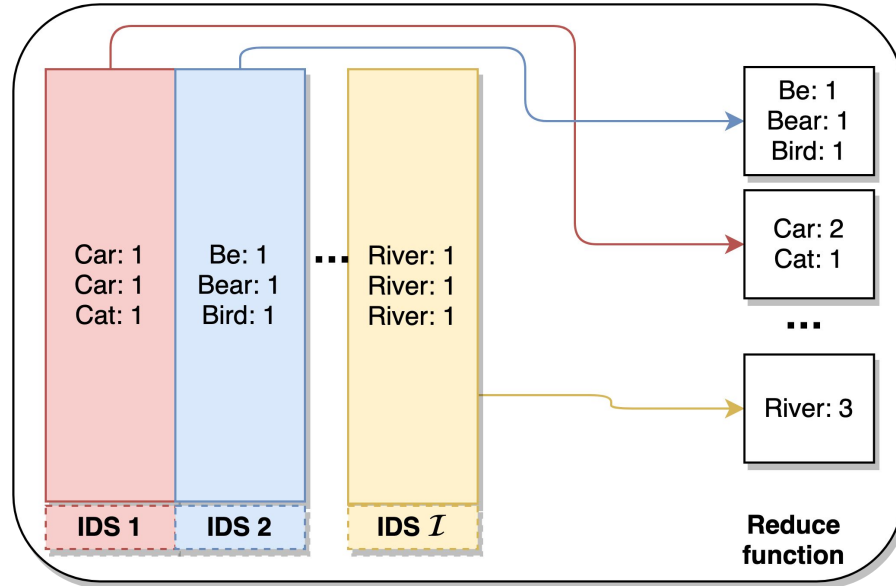 Car: 1
Car: 1
Cat: 1
IDS 1
Be: 1
Bear: 1
Bird: 1
IDS 2
...
River: 1
River: 1
River: 1
IDS ℐ
Be: 1
Bear: 1
Bird: 1
Car: 2
Cat: 1
...
River: 3
Reduce
function